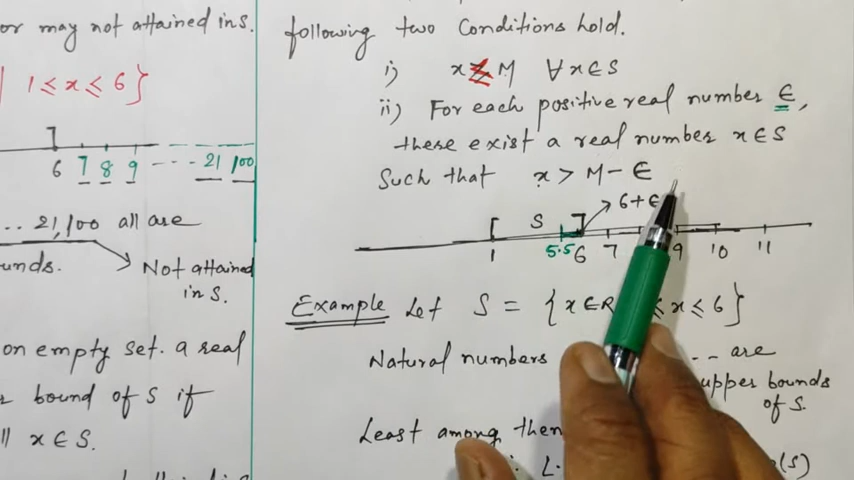 or may not attained in S.
| 1 ≤ x ≤ 6 }
6 7 8 9 ---- 21 100
.. 21,100 all are
unds. Not attained
in S.
on empty set. a real
bound of S if
ll x ∈ S.
following two Conditions hold.
i) x ≤ M ∀ x ∈ S
ii) For each positive real number ∈,
there exist a real number x ∈ S
Such that x > M - ∈
[ S ] 6+∈
1 5.5 6 7 9 10 11
Example Let S = { x ∈ R ≤ x ≤ 6 }
Natural numbers -- are
upper bounds
of S.
Least among then
L. (S)